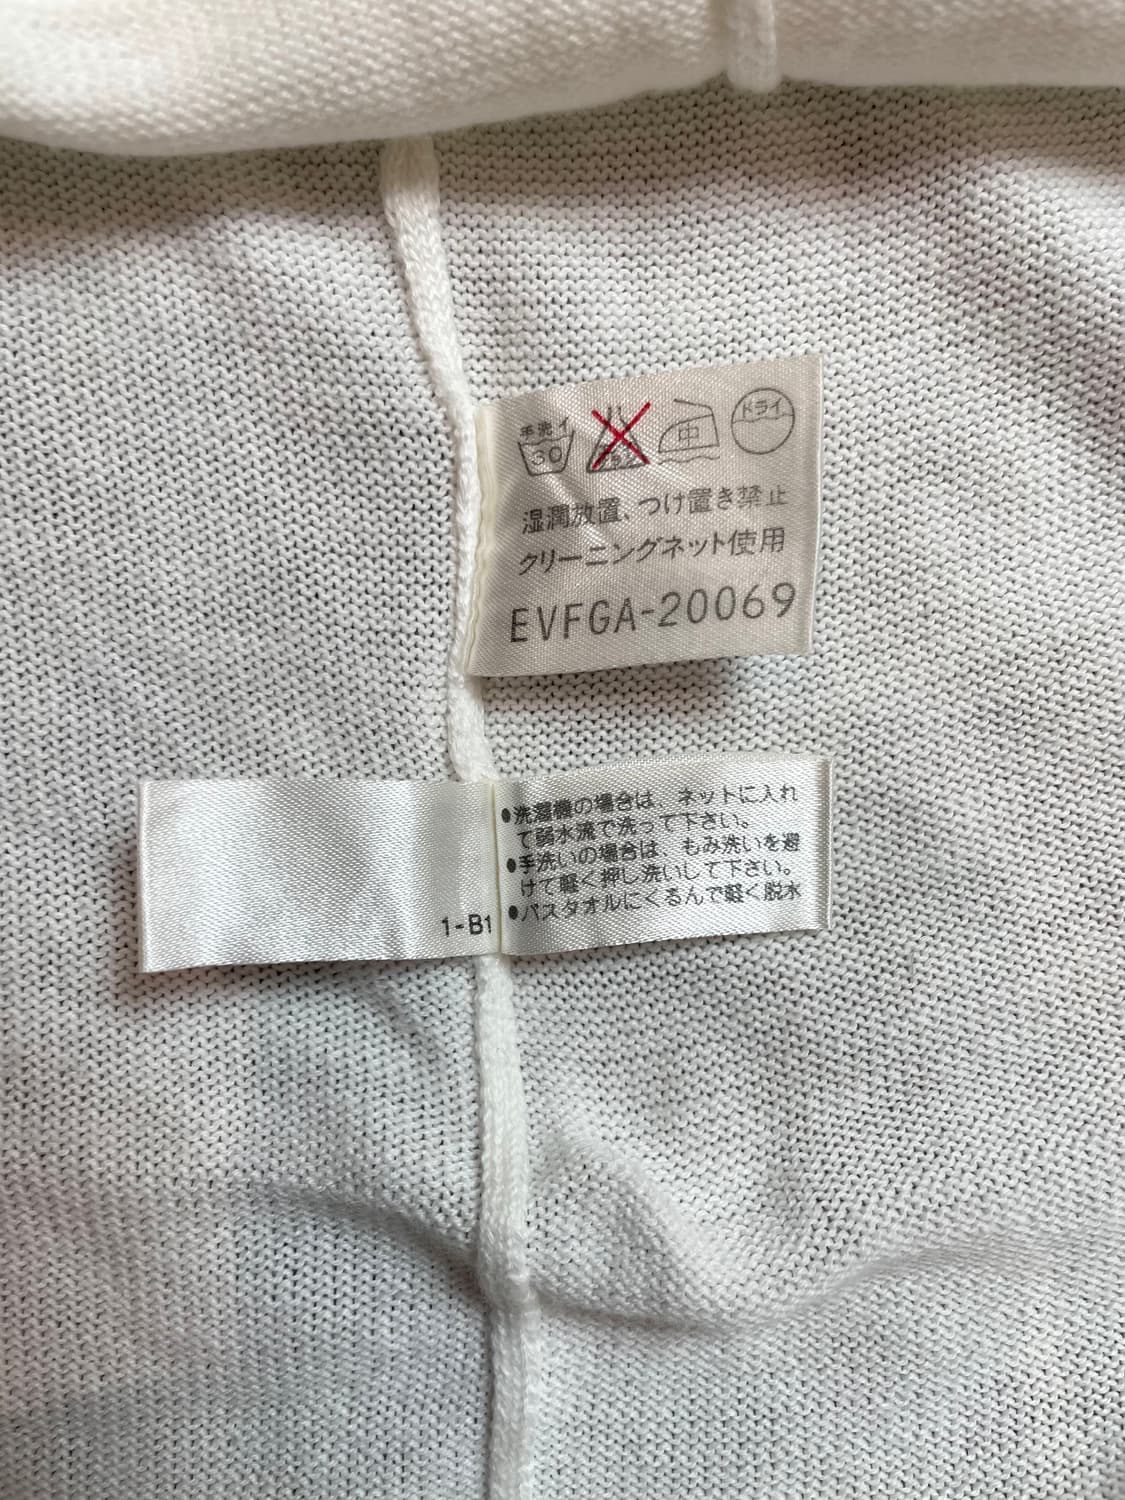 手洗イ 30 中 ドライ
湿潤放置、つけ置き禁止
クリーニングネット使用
EVFGA-20069
●洗濯機の場合は、ネットに入れ
て弱水流で洗って下さい。
●手洗いの場合は、もみ洗いを避
けて軽く押し洗いして下さい。
●バスタオルにくるんで軽く脱水
1-B1